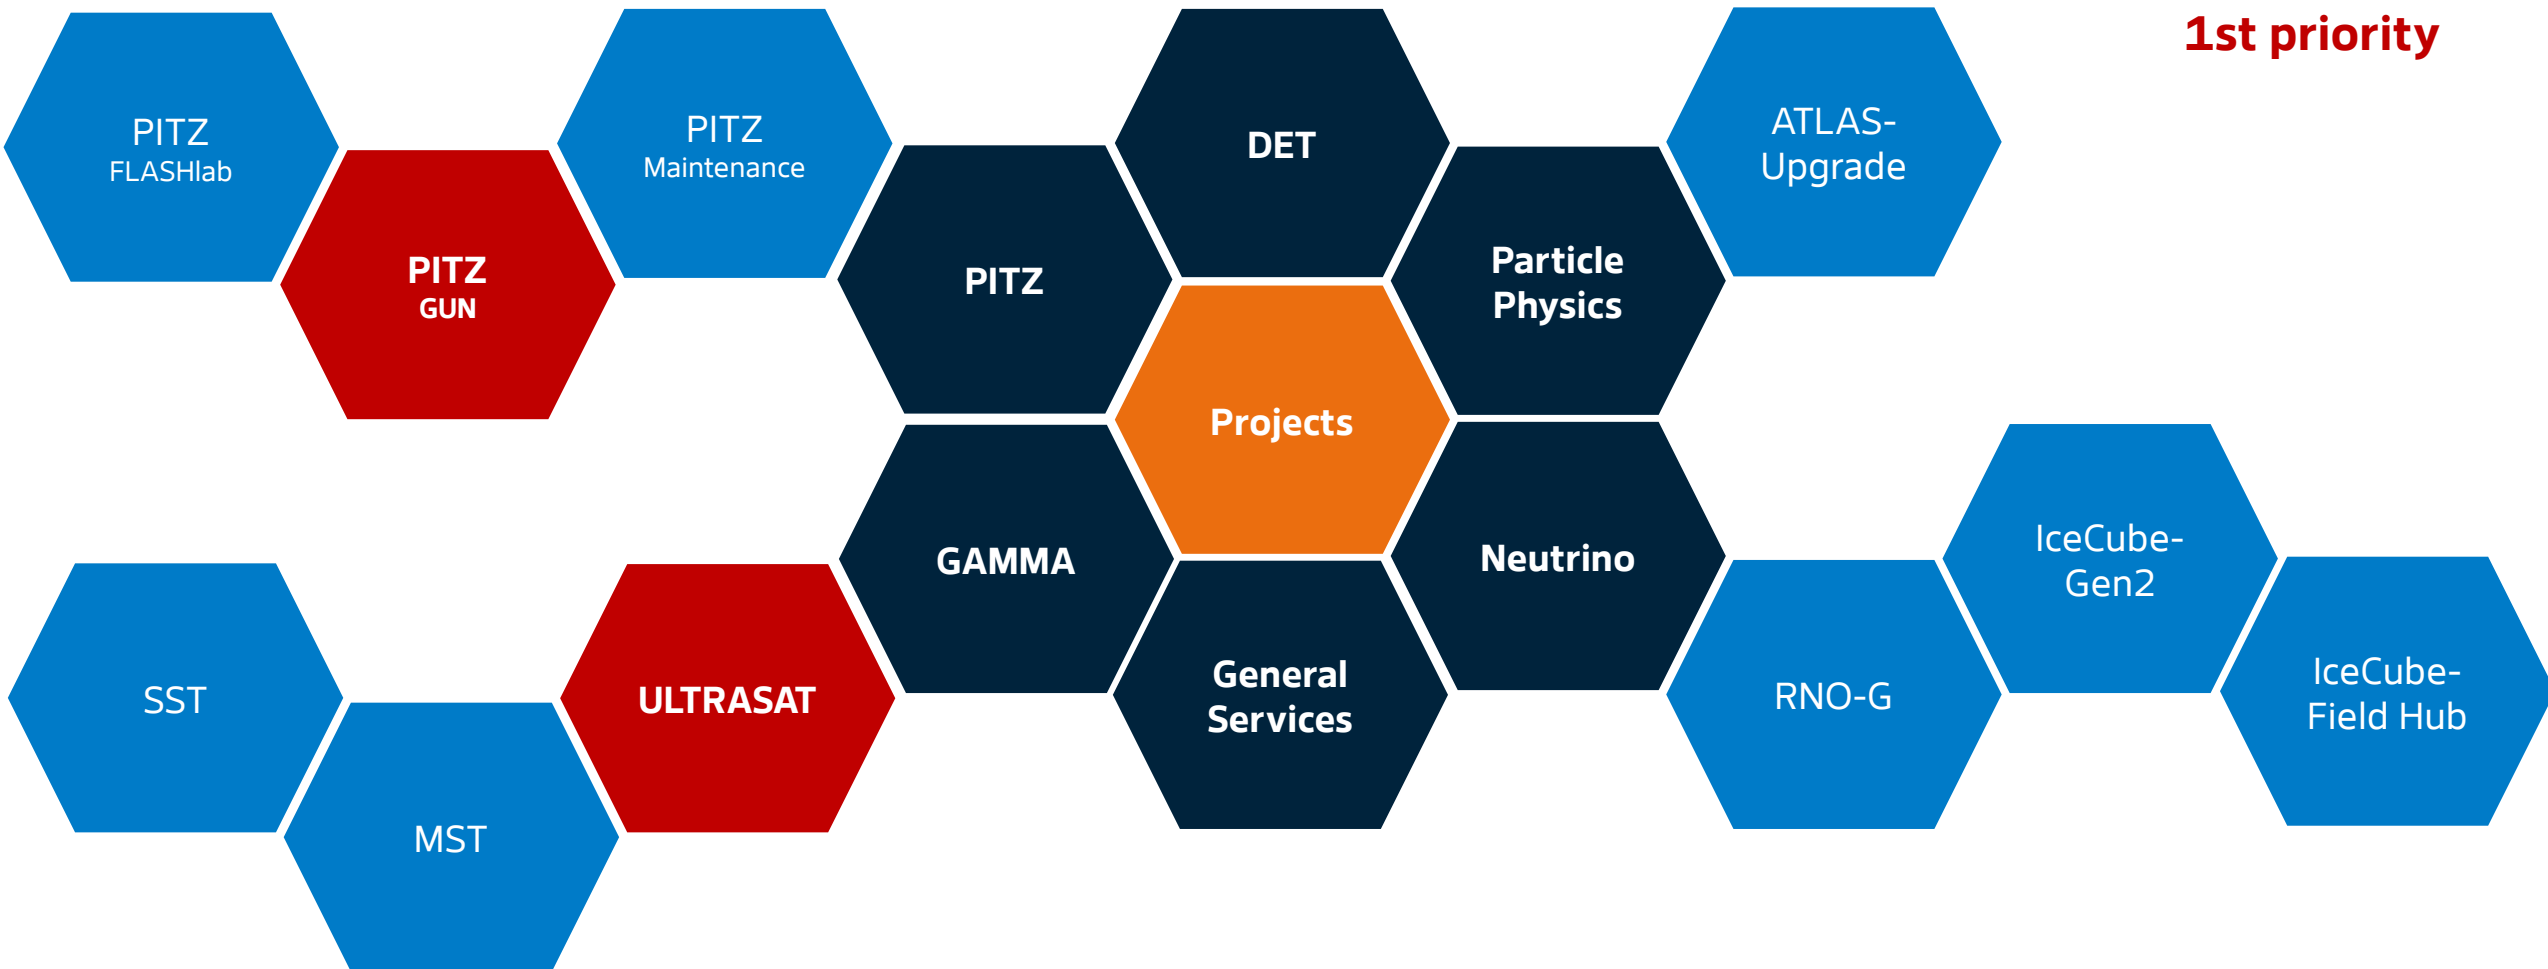 1st priority
PITZ
FLASHlab
PITZ
GUN
PITZ
Maintenance
PITZ
DET
Particle
Physics
ATLAS-
Upgrade
Projects
GAMMA
General
Services
Neutrino
SST
MST
ULTRASAT
RNO-G
IceCube-
Gen2
IceCube-
Field Hub